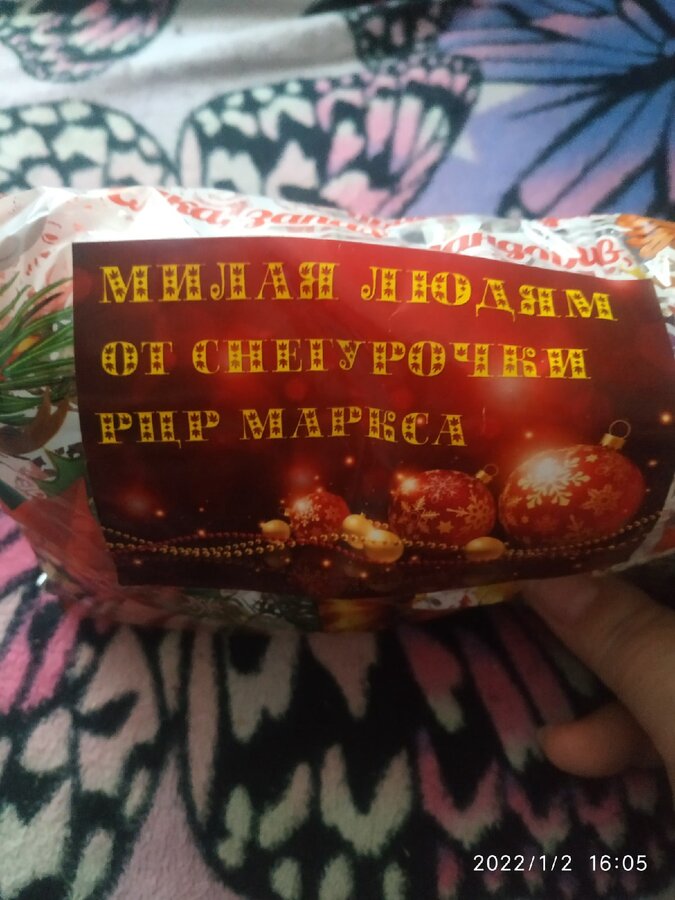 МИЛАЯ ЛЮДЯМ
ОТ СНЕГУРОЧКИ
РЦР МАРКСА
2022/1/2 16:05